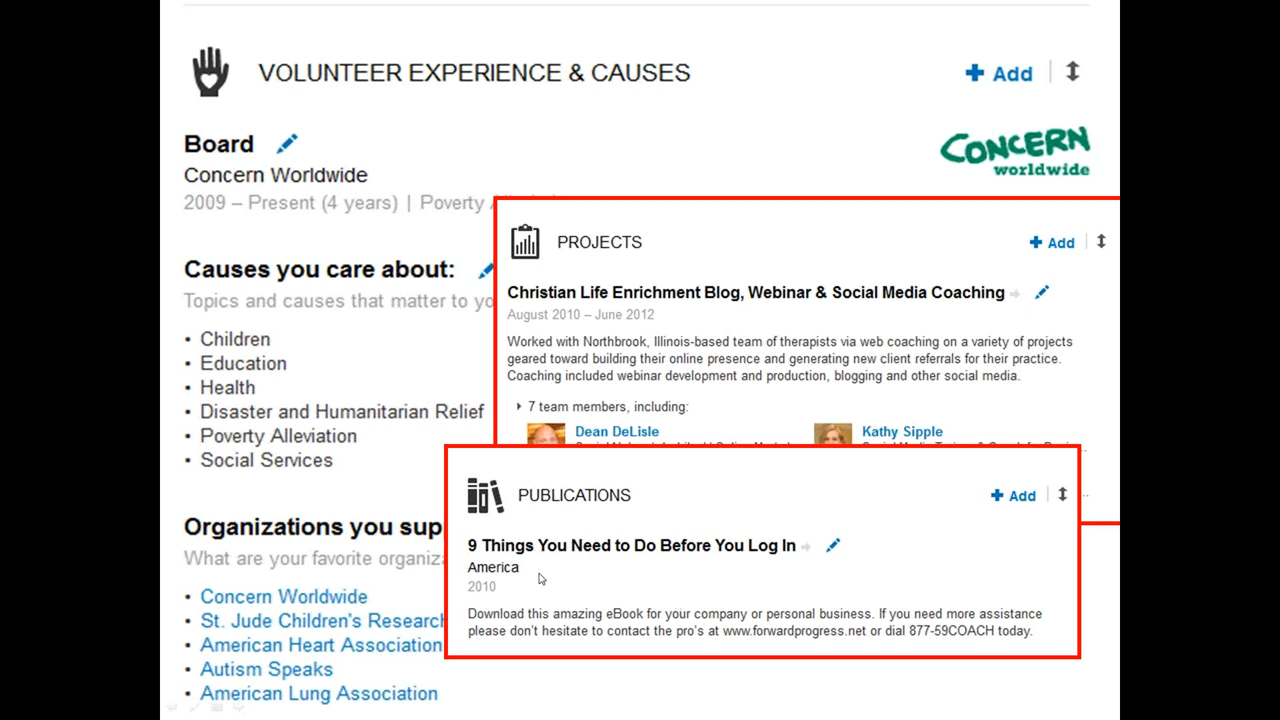 VOLUNTEER EXPERIENCE & CAUSES
Add
Board
CONCERN
worldwide
Concern Worldwide
2009 – Present (4 years) | Poverty
Causes you care about:
Topics and causes that matter to
• Children
• Education
• Health
• Disaster and Humanitarian Relief
• Poverty Alleviation
• Social Services
Organizations you
What are your favorite
• Concern Worldwide
• St. Jude Children's
• American Heart Association
• Autism Speaks
• American Lung Association
PROJECTS
Add
Christian Life Enrichment Blog, Webinar & Social Media Coaching
August 2010 – June 2012
Worked with Northbrook, Illinois-based team of therapists via web coaching on a variety of projects
geared toward building their online presence and generating new client referrals for their practice.
Coaching included webinar development and production, blogging and other social media.
7 team members, including:
Dean DeLisle
Kathy Sipple
PUBLICATIONS
Add
9 Things You Need to Do Before You Log In
America
2010
Download this amazing eBook for your company or personal business. If you need more assistance
please don't hesitate to contact the pro's at www.forwardprogress.net or dial 877-59COACH today.